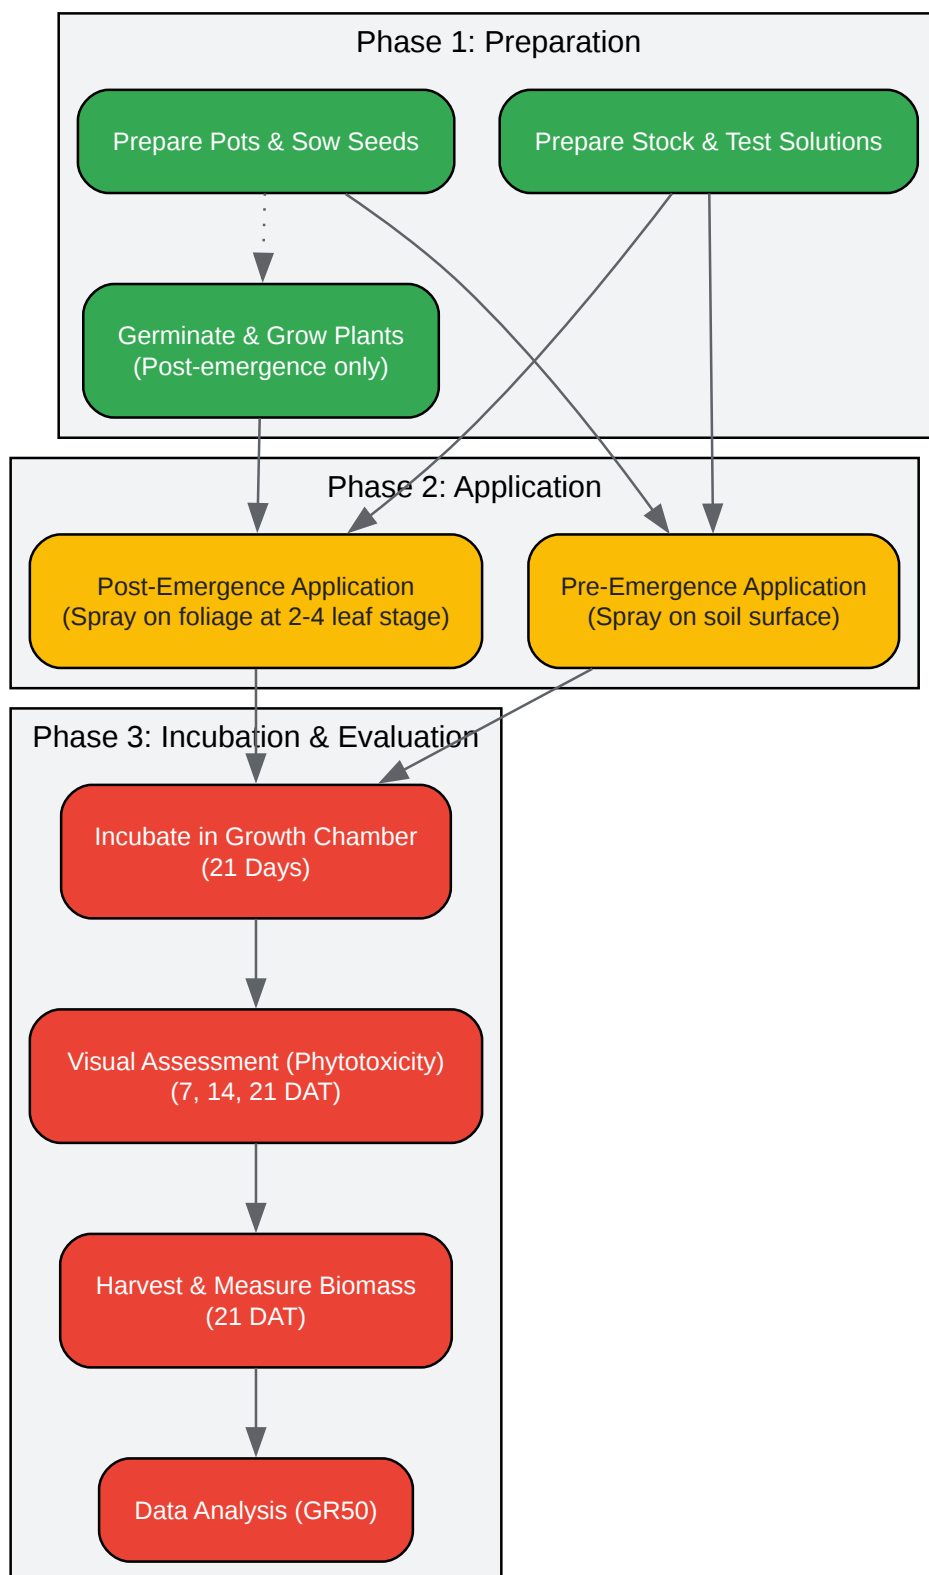 Phase 1: Preparation
Prepare Pots & Sow Seeds
Prepare Stock & Test Solutions
Germinate & Grow Plants
(Post-emergence only)
Phase 2: Application
Post-Emergence Application
(Spray on foliage at 2-4 leaf stage)
Pre-Emergence Application
(Spray on soil surface)
Phase 3: Incubation & Evaluation
Incubate in Growth Chamber
(21 Days)
Visual Assessment (Phytotoxicity)
(7, 14, 21 DAT)
Harvest & Measure Biomass
(21 DAT)
Data Analysis (GR50)